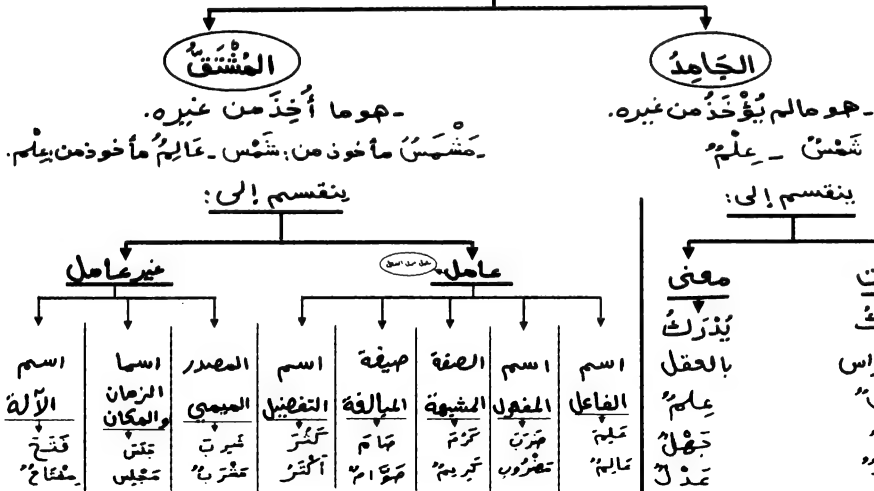 الجَامِدُ
المُشْتَقُّ
ـ هو مالم يُؤْخَذُ من غيره.
ـ هو ما أُخِذَ من غيره.
شَمْسٌ ـ عِلْمٌ
ـ مَشْمَسٌ مأخوذ من: شَمْس ـ عَالِمٌ مأخوذ من: عِلْم.
ينقسم إلى:
ينقسم إلى:
معنى
عامل
غير عامل
يُدْرَكُ
بالعقل
عِلمٌ
جَهْلٌ
عَدْلٌ
اسم
الفاعل
عَلِمَ
عَالِمٌ
اسم
المفعول
ضَرَبَ
مَضْرُوب
الصفة
المشبهة
كَرُمَ
كَرِيمٌ
صيغة
المبالغة
صَامَ
صَوَّامٌ
اسم
التفضيل
كَثُرَ
أَكْثَرُ
المصدر
الميمي
ضَرَبَ
مَضْرَبٌ
اسما
الزمان
والمكان
جَلَسَ
مَجْلِس
اسم
الآلة
فَتَحَ
مِفْتَاحٌ